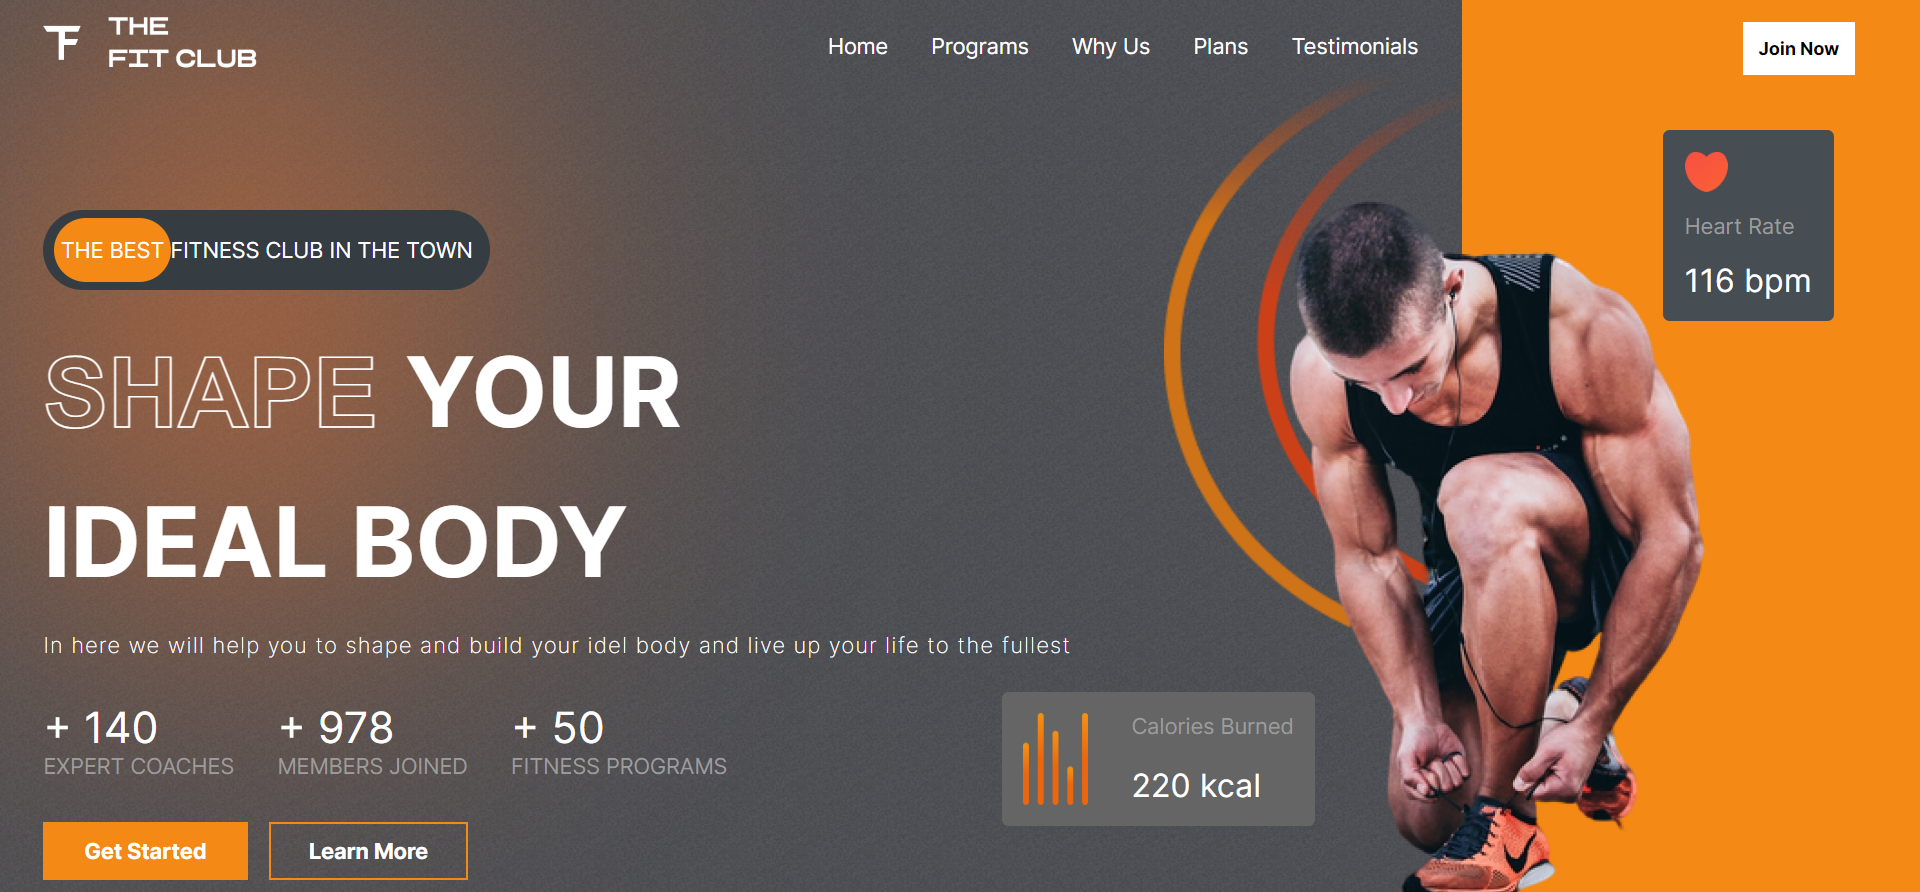 THE
FIT CLUB
Home Programs Why Us Plans Testimonials
Join Now
Heart Rate
116 bpm
THE BEST FITNESS CLUB IN THE TOWN
SHAPE YOUR
IDEAL BODY
In here we will help you to shape and build your idel body and live up your life to the fullest
+ 140 + 978 + 50
EXPERT COACHES MEMBERS JOINED FITNESS PROGRAMS
Calories Burned
220 kcal
Get Started Learn More